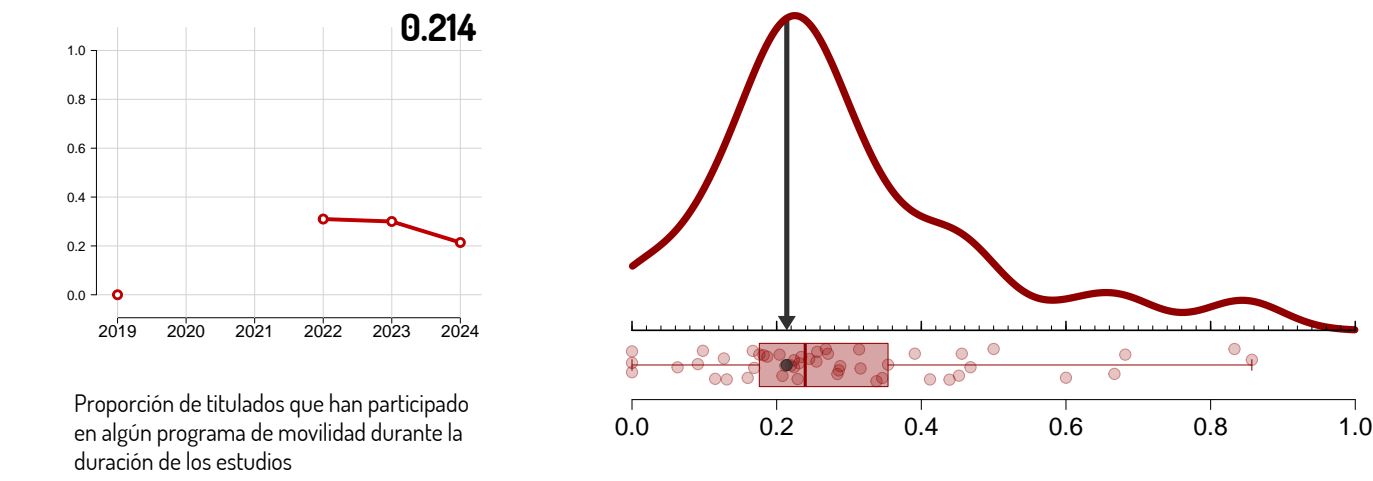 0.214
1.0
0.8
0.6
0.4
0.2
0.0
2019 2020 2021 2022 2023 2024
Proporción de titulados que han participado
en algún programa de movilidad durante la
duración de los estudios
0.0 0.2 0.4 0.6 0.8 1.0